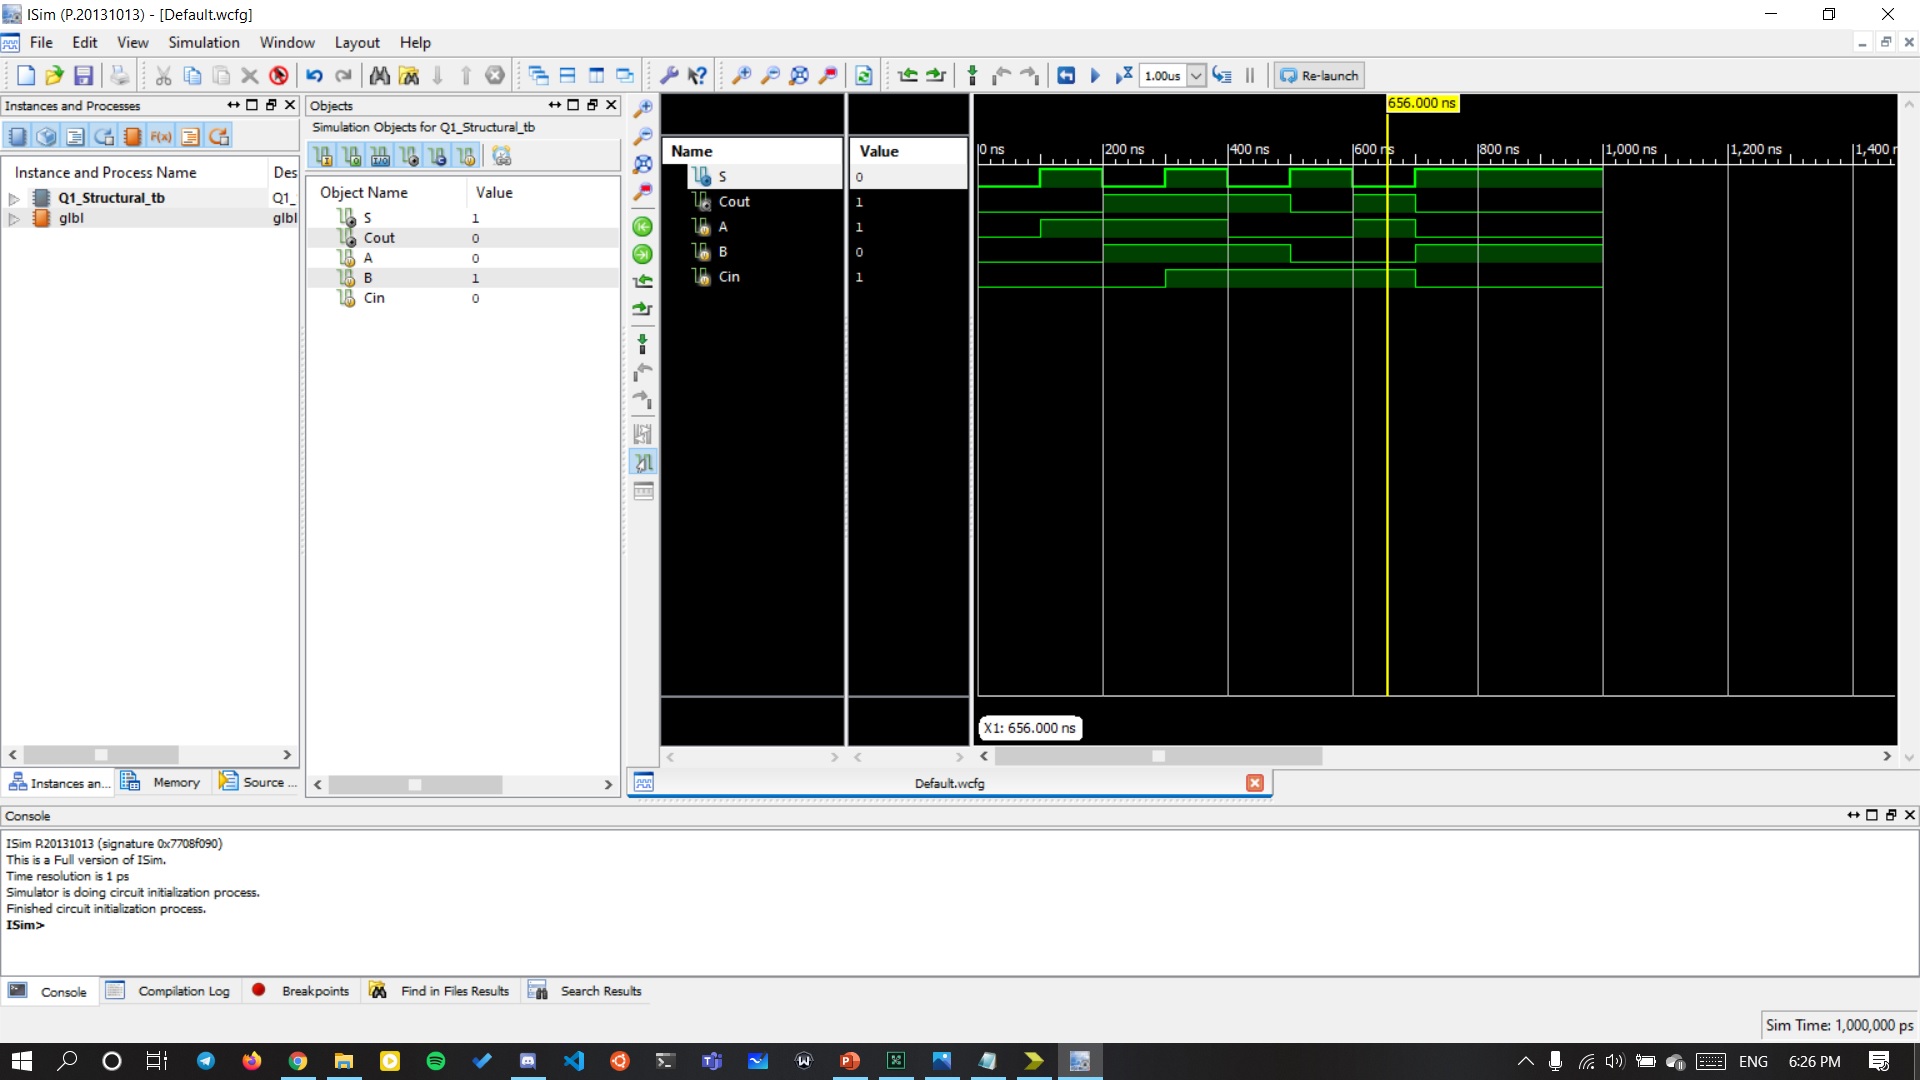 ISim (P.20131013) - [Default.wcfg]
File Edit View Simulation Window Layout Help
1.00us Re-launch
Instances and Processes
Instance and Process Name Des
Q1_Structural_tb Q1_
glbl glbl
Instances an... Memory Source ...
Objects
Simulation Objects for Q1_Structural_tb
Object Name Value
S 1
Cout 0
A 0
B 1
Cin 0
656.000 ns
Name Value
0 ns 200 ns 400 ns 600 ns 800 ns 1,000 ns 1,200 ns 1,400 n
S 0
Cout 1
A 1
B 0
Cin 1
X1: 656.000 ns
Default.wcfg
Console
ISim P.20131013 (signature 0x7708f090)
This is a Full version of ISim.
Time resolution is 1 ps
Simulator is doing circuit initialization process.
Finished circuit initialization process.
ISim>
Console Compilation Log Breakpoints Find in Files Results Search Results
Sim Time: 1,000,000 ps
ENG 6:26 PM